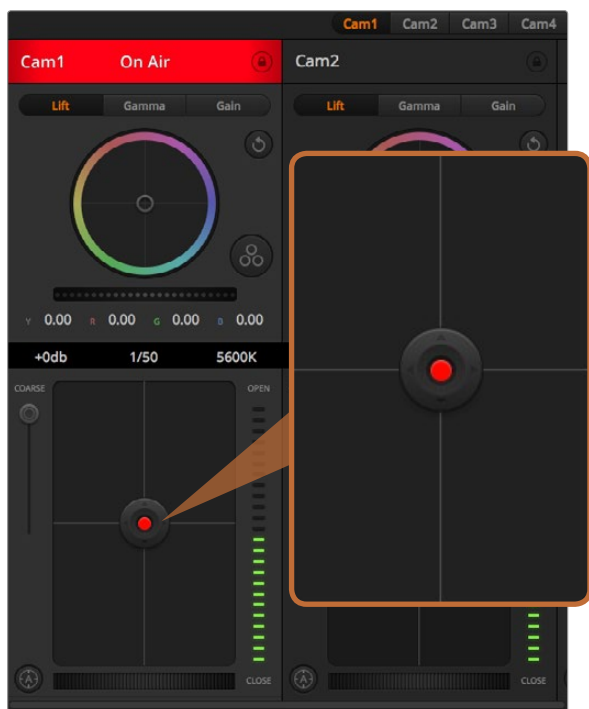 Cam1 Cam2 Cam3 Cam4
Cam1 On Air Cam2
Lift Gamma Gain Lift Gamma Gain
Y 0.00 R 0.00 G 0.00 B 0.00
+0db 1/50 5600K
COARSE OPEN
A CLOSE A CLOSE